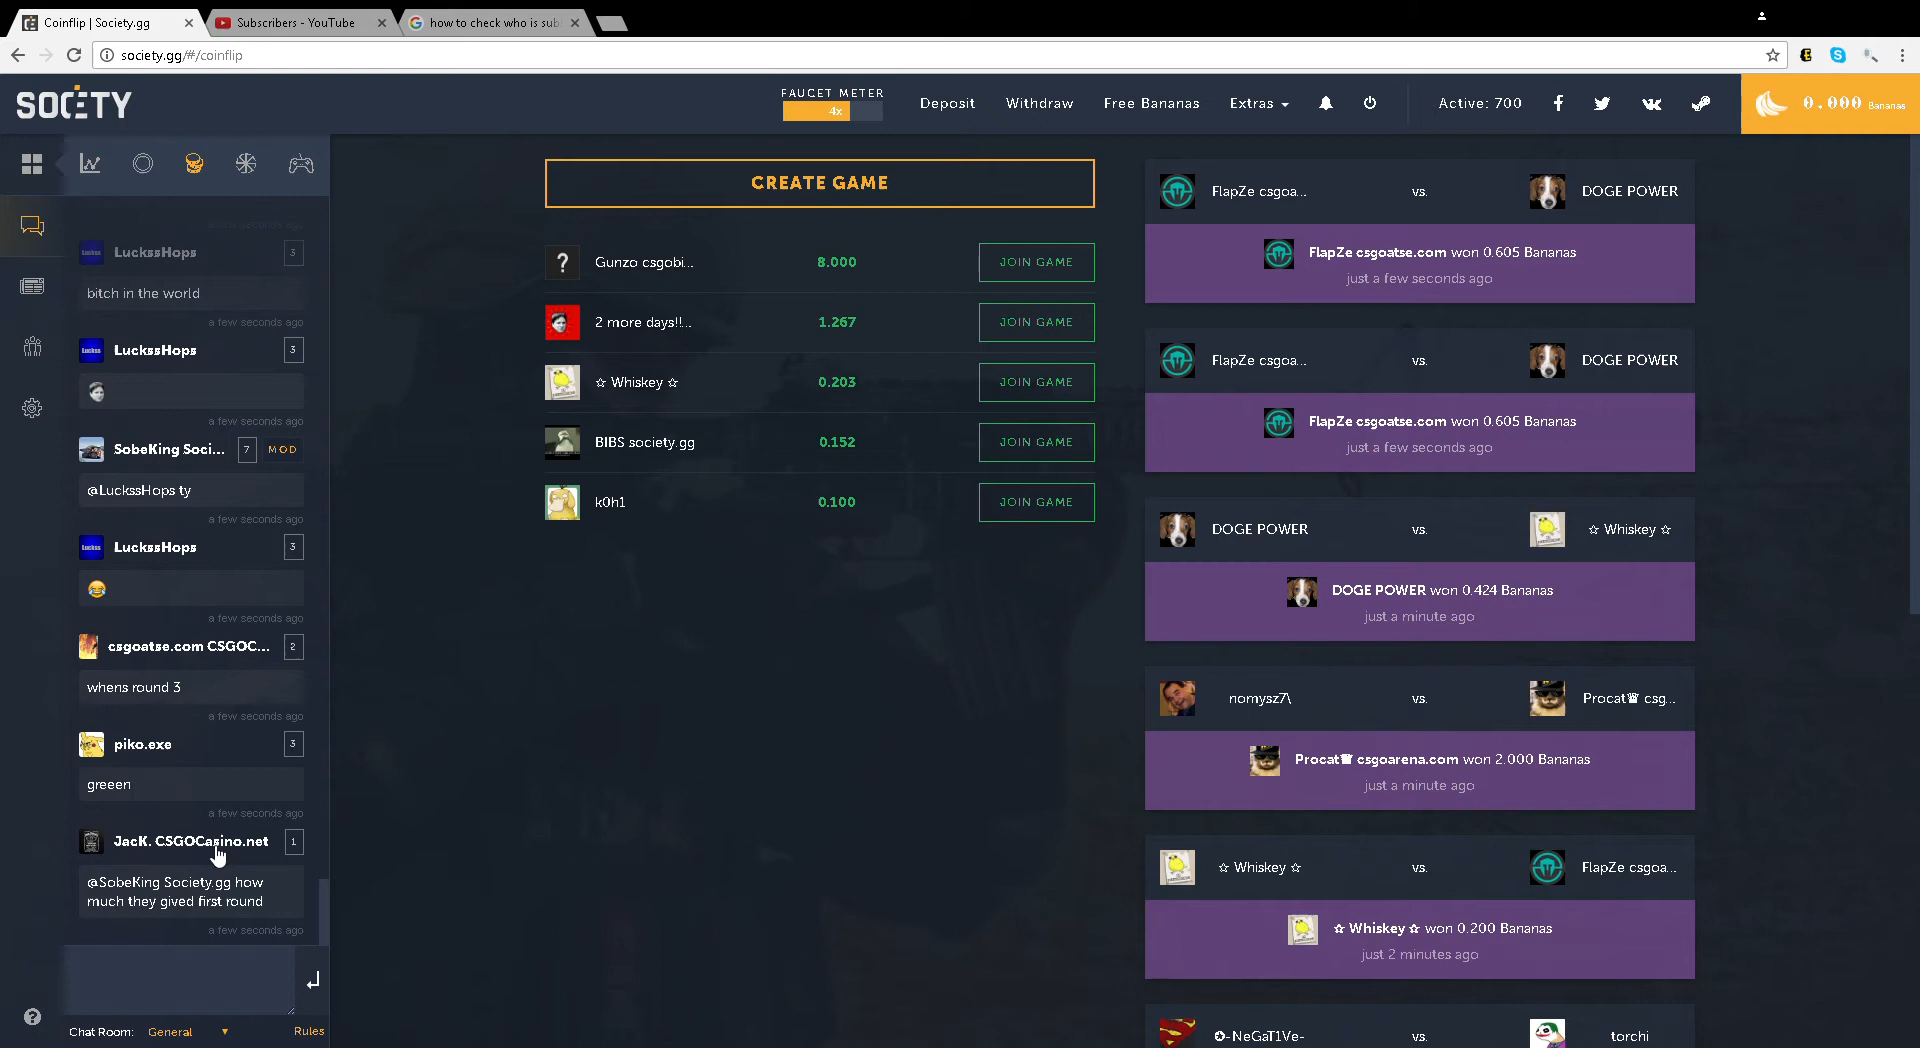 Coinflip | Society.gg
Subscribers - YouTube
how to check who is sub
society.gg/#/coinflip
SOCIETY
FAUCET METER
4x
Deposit
Withdraw
Free Bananas
Extras
Active: 700
0.000 Bananas
LuckssHops
3
bitch in the world
a few seconds ago
LuckssHops
3
a few seconds ago
SobeKing Soci...
7
MOD
@LuckssHops ty
a few seconds ago
LuckssHops
3
a few seconds ago
csgoatse.com CSGOC...
2
whens round 3
a few seconds ago
piko.exe
3
greeen
a few seconds ago
JacK. CSGOCasino.net
1
@SobeKing Society.gg how
much they gived first round
a few seconds ago
Chat Room: General
Rules
CREATE GAME
Gunzo csgobi... 8.000 JOIN GAME
2 more days!!... 1.267 JOIN GAME
☆ Whiskey ☆ 0.203 JOIN GAME
BIBS society.gg 0.152 JOIN GAME
k0h1 0.100 JOIN GAME
FlapZe csgoa... vs. DOGE POWER
FlapZe csgoatse.com won 0.605 Bananas
just a few seconds ago
FlapZe csgoa... vs. DOGE POWER
FlapZe csgoatse.com won 0.605 Bananas
just a few seconds ago
DOGE POWER vs. ☆ Whiskey ☆
DOGE POWER won 0.424 Bananas
just a minute ago
nomysz7\ vs. Procat♛ csg...
Procat♛ csgoarena.com won 2.000 Bananas
just a minute ago
☆ Whiskey ☆ vs. FlapZe csgoa...
☆ Whiskey ☆ won 0.200 Bananas
just 2 minutes ago
✪-NeGaT1Ve- vs. torchi